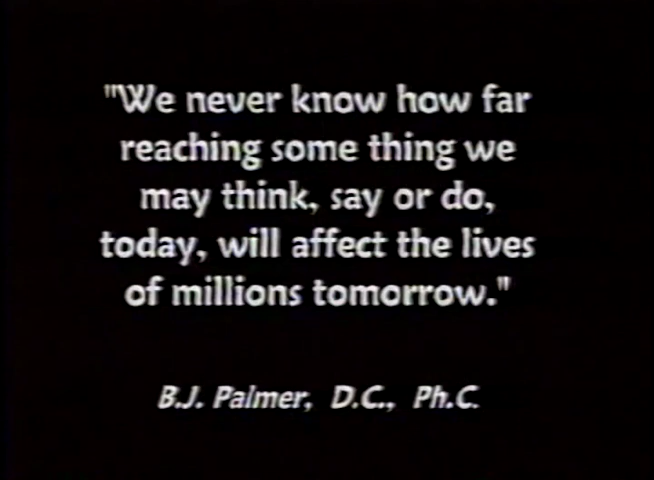 "We never know how far
reaching some thing we
may think, say or do,
today, will affect the lives
of millions tomorrow."
B.J. Palmer, D.C., Ph.C.